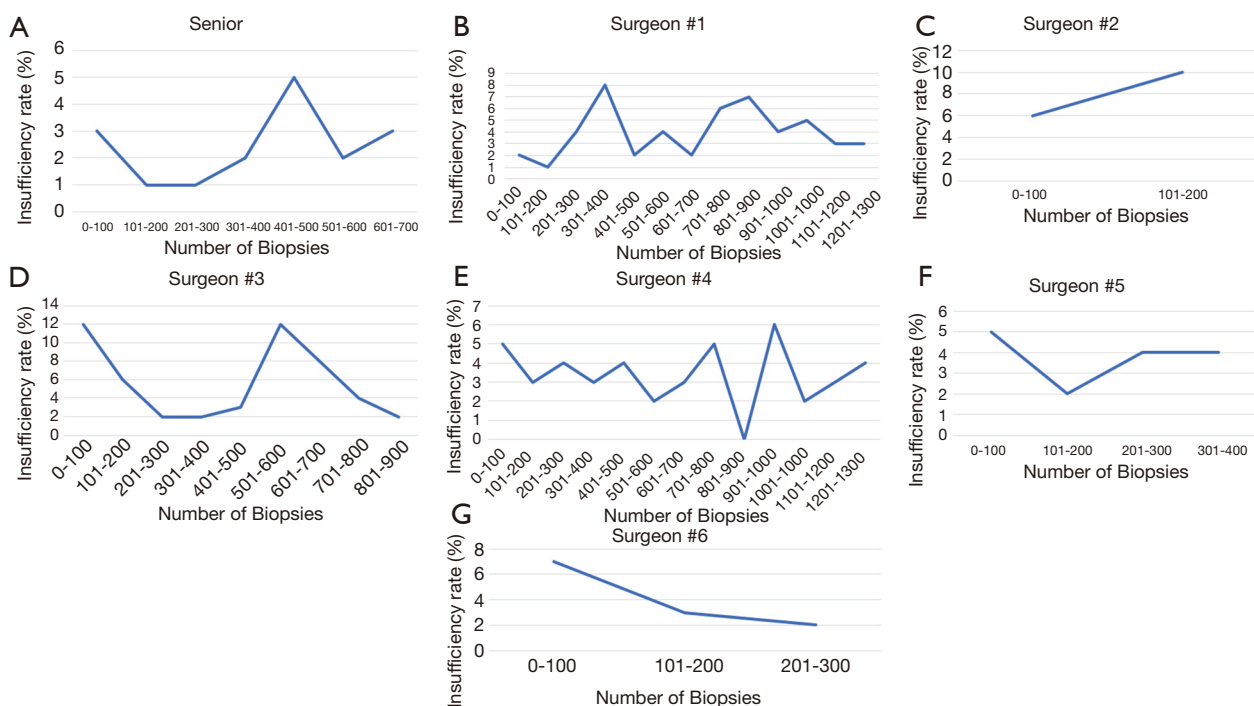 A
Senior
Insufficiency rate (%)
6
5
4
3
2
1
0
0-100 101-200 201-300 301-400 401-500 501-600 601-700
Number of Biopsies
B
Surgeon #1
Insufficiency rate (%)
9
8
7
6
5
4
3
2
1
0
0-100 101-200 201-300 301-400 401-500 501-600 601-700 701-800 801-900 901-1000 1001-1000 1101-1200 1201-1300
Number of Biopsies
C
Surgeon #2
Insufficiency rate (%)
12
10
8
6
4
2
0
0-100 101-200
Number of Biopsies
D
Surgeon #3
Insufficiency rate (%)
14
12
10
8
6
4
2
0
0-100 101-200 201-300 301-400 401-500 501-600 601-700 701-800 801-900
Number of Biopsies
E
Surgeon #4
Insufficiency rate (%)
7
6
5
4
3
2
1
0
0-100 101-200 201-300 301-400 401-500 501-600 601-700 701-800 801-900 901-1000 1001-1000 1101-1200 1201-1300
Number of Biopsies
F
Surgeon #5
Insufficiency rate (%)
6
5
4
3
2
1
0
0-100 101-200 201-300 301-400
Number of Biopsies
G
Surgeon #6
Insufficiency rate (%)
8
6
4
2
0
0-100 101-200 201-300
Number of Biopsies